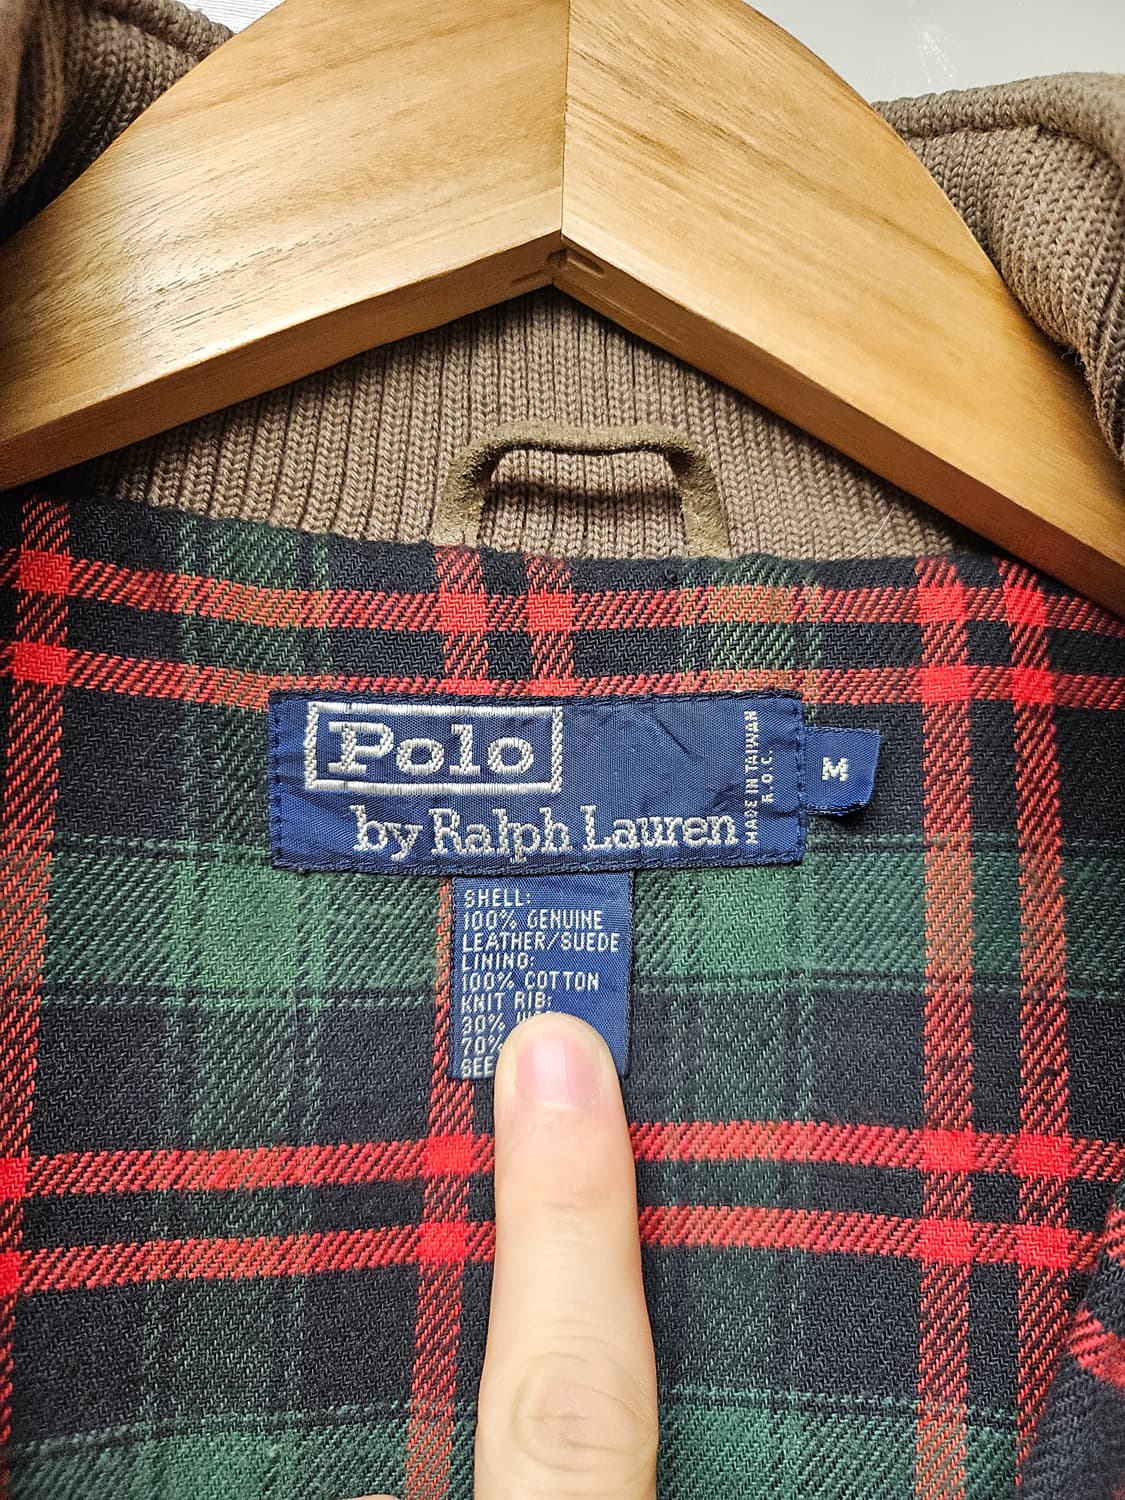 Polo
by Ralph Lauren
MADE IN TAIWAN
R.O.C.
M
SHELL:
100% GENUINE
LEATHER/SUEDE
LINING:
100% COTTON
KNIT RIB:
30%
70%
SEE